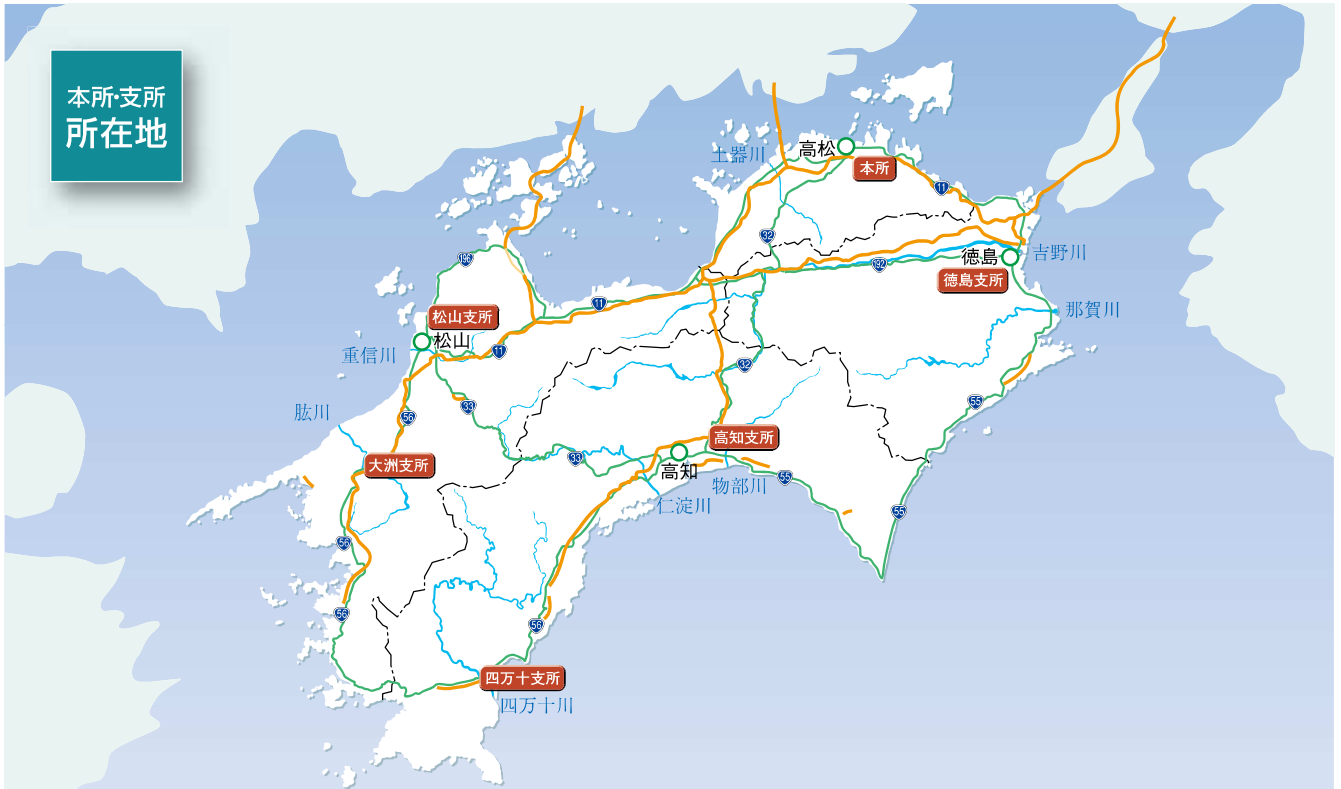 本所・支所
所在地
土器川
高松
本所
11
32
196
192
徳島
吉野川
徳島支所
11
那賀川
松山支所
松山
重信川
11
32
33
56
55
肱川
大洲支所
高知支所
33
高知
55
物部川
仁淀川
55
56
56
56
四万十支所
四万十川